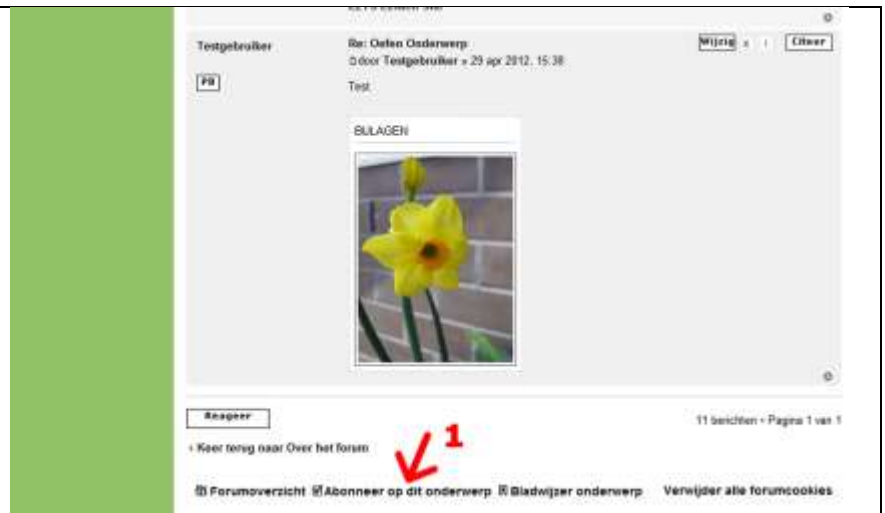 Testgebruiker
Re: Oefen Onderwerp
Wijzig
x
!
Citeer
door Testgebruiker » 29 apr 2012, 15:38
PB
Test
BIJLAGEN
Reageer
11 berichten • Pagina 1 van 1
Keer terug naar Over het forum
1
Forumoverzicht Abonneer op dit onderwerp Bladwijzer onderwerp Verwijder alle forumcookies